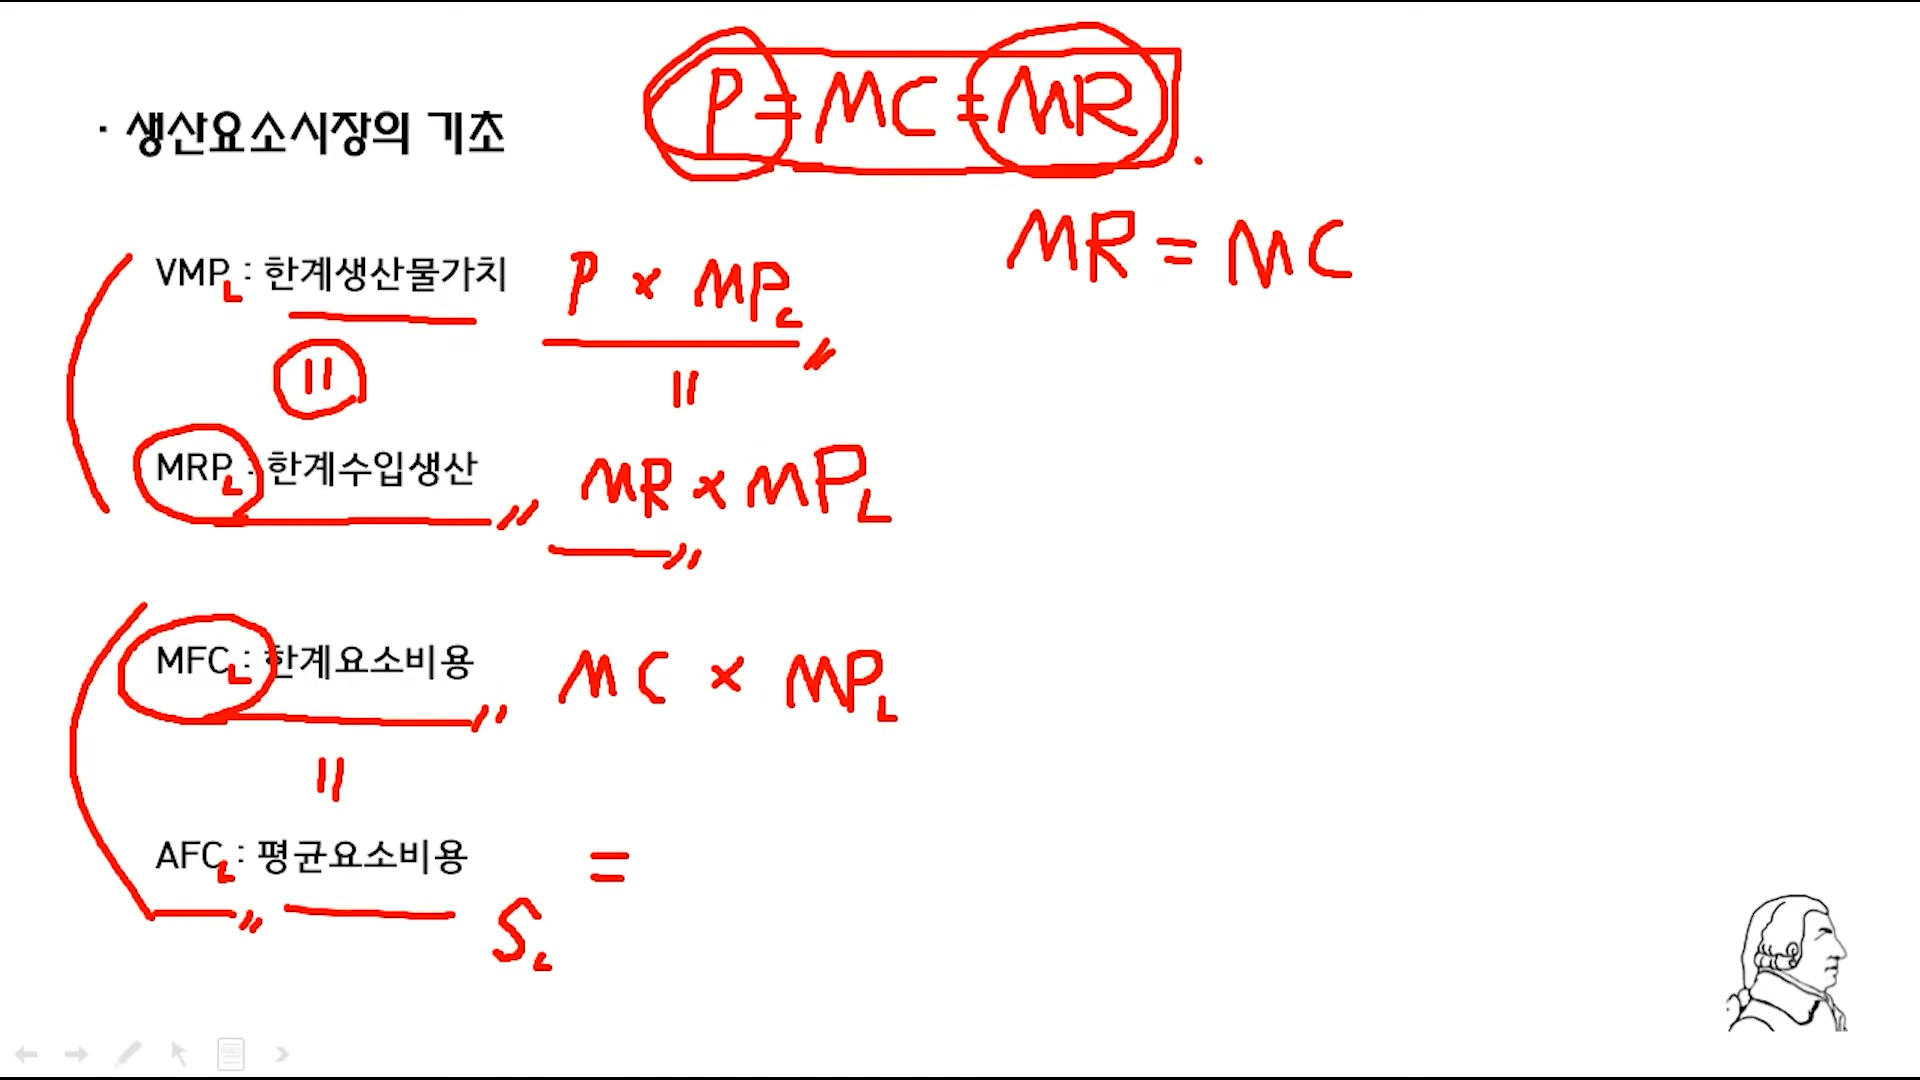 P = MC = MR
· 생산요소시장의 기초
MR = MC
VMPL : 한계생산물가치 P × MPL
=
=
MRPL : 한계수입생산 MR × MPL
MFCL : 한계요소비용 MC × MPL
=
AFCL : 평균요소비용 =
SL